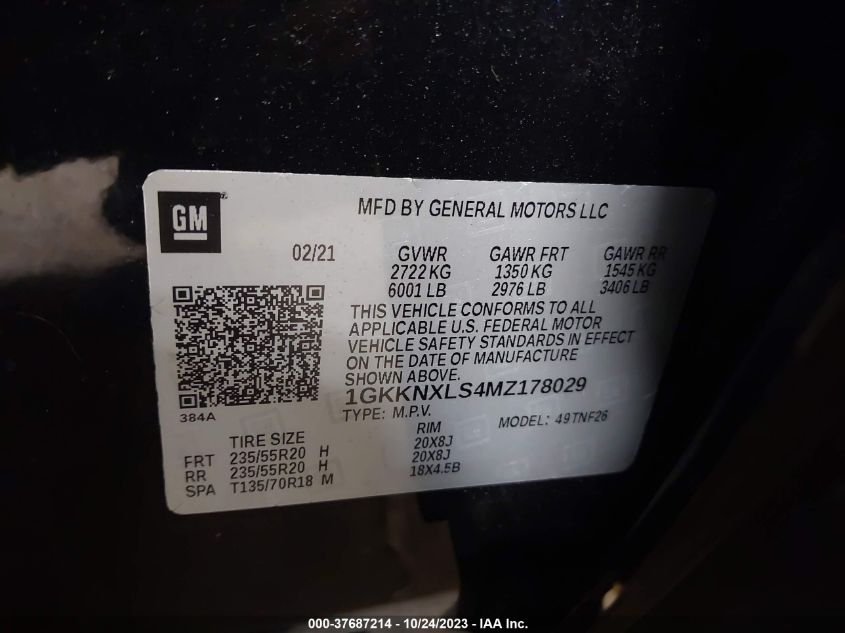 GM
MFD BY GENERAL MOTORS LLC
02/21 GVWR GAWR FRT GAWR RR
2722 KG 1350 KG 1545 KG
6001 LB 2976 LB 3406 LB
THIS VEHICLE CONFORMS TO ALL
APPLICABLE U.S. FEDERAL MOTOR
VEHICLE SAFETY STANDARDS IN EFFECT
ON THE DATE OF MANUFACTURE
SHOWN ABOVE.
1GKKNXLS4MZ178029
384A
TYPE: M.P.V. MODEL: 49TNF26
TIRE SIZE RIM
FRT 235/55R20 H 20X8J
RR 235/55R20 H 20X8J
SPA T135/70R18 M 18X4.5B
000-37687214 - 10/24/2023 - IAA Inc.